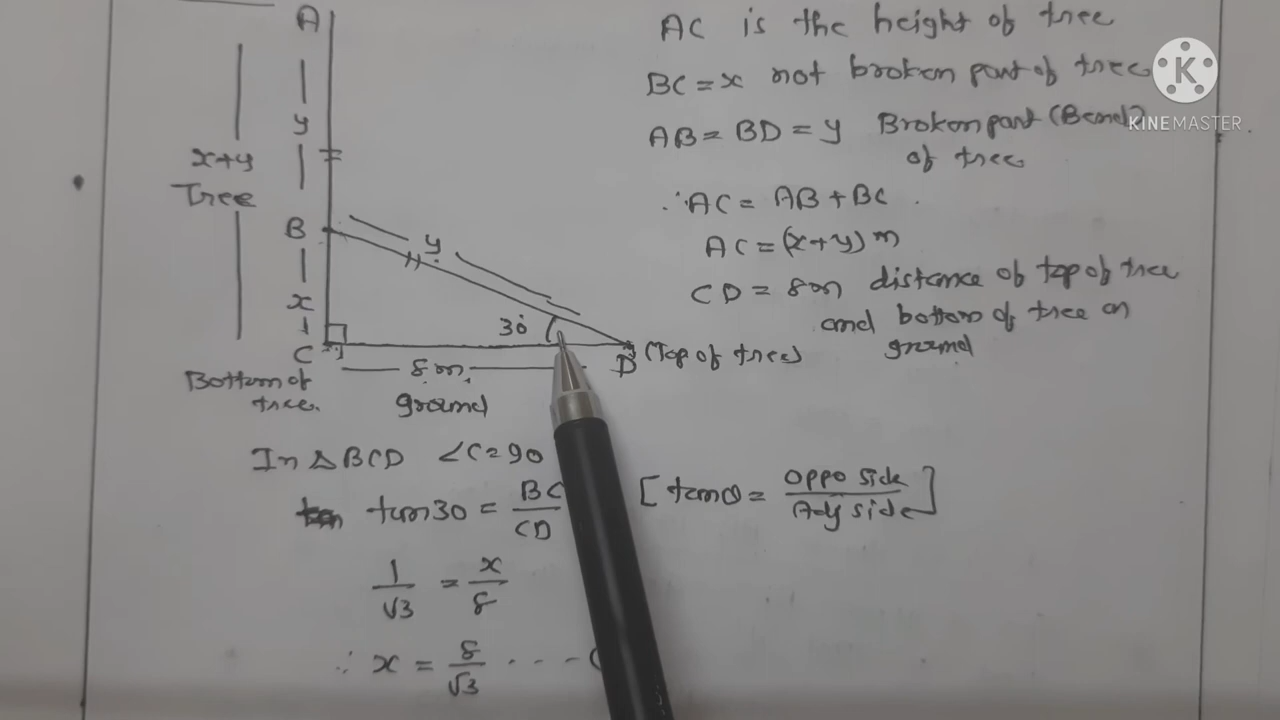 A
y
x+y
Tree
B
y
x
30°
C
8m
D (Top of tree)
Bottom of
tree.
ground
AC is the height of tree
BC = x not broken part of tree
AB = BD = y Broken part (Bend)
of tree
∴ AC = AB + BC
AC = (x+y) m
CD = 8m distance of top of tree
and bottom of tree on
ground
In △BCD ∠C = 90
tan30 = BC/CD [tanθ = oppo side/Adj side]
1/√3 = x/8
∴ x = 8/√3 ---- (
K
KINEMASTER